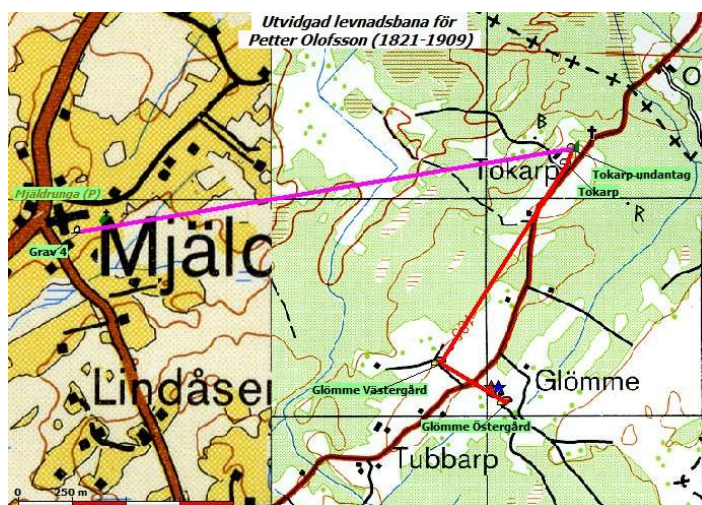 Utvidgad levnadsbana för
Petter Olofsson (1821-1909)
O
B
Tokarp
Tokarp undantag
Tokarp
R
Mjäldrunga (P)
Grav 4
Mjälc
Lindåser
Glömme Västergård
Glömme
Glömme Östergård
Tubbarp
0 250 m